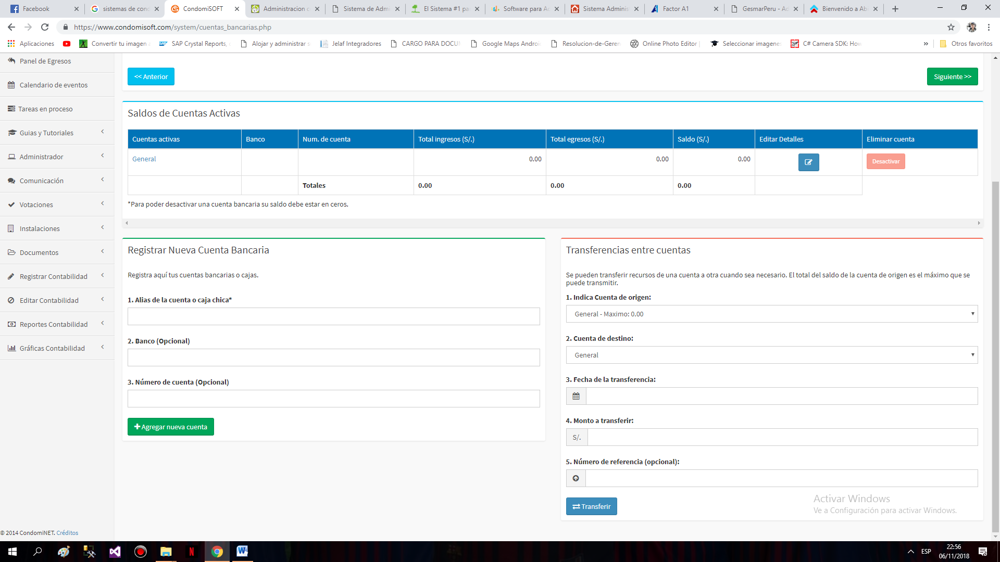 Facebook
sistemas de con
CondomiSOFT
Administracion c
Sistema de Admi
El Sistema #1 pa
Software para Ad
Sistema Adminis
Factor A1
GesmarPeru - Ad
Bienvenido a Ab
https://www.condomisoft.com/system/cuentas_bancarias.php
Aplicaciones
Convertir tu imagen
SAP Crystal Reports,
Alojar y administrar s
Jelaf Integradores
CARGO PARA DOCU
Google Maps Androi
Resolucion-de-Geren
Online Photo Editor |
Seleccionar imagenes
C# Camera SDK: How
»
Otros favoritos
Panel de Egresos
Calendario de eventos
Tareas en proceso
Guias y Tutoriales
Administrador
Comunicación
Votaciones
Instalaciones
Documentos
Registrar Contabilidad
Editar Contabilidad
Reportes Contabilidad
Gráficas Contabilidad
© 2014 CondomiNET. Créditos
<< Anterior
Siguiente >>
Saldos de Cuentas Activas
Cuentas activas Banco Num. de cuenta Total ingresos (S/.) Total egresos (S/.) Saldo (S/.) Editar Detalles Eliminar cuenta
General 0.00 0.00 0.00 Desactivar
Totales 0.00 0.00 0.00
*Para poder desactivar una cuenta bancaria su saldo debe estar en ceros.
Registrar Nueva Cuenta Bancaria
Registra aquí tus cuentas bancarias o cajas.
1. Alias de la cuenta o caja chica*
2. Banco (Opcional)
3. Número de cuenta (Opcional)
Agregar nueva cuenta
Transferencias entre cuentas
Se pueden transferir recursos de una cuenta a otra cuando sea necesario. El total del saldo de la cuenta de origen es el máximo que se
puede transmitir.
1. Indica Cuenta de origen:
General - Maximo: 0.00
2. Cuenta de destino:
General
3. Fecha de la transferencia:
4. Monto a transferir:
S/.
5. Número de referencia (opcional):
Transferir
Activar Windows
Ve a Configuración para activar Windows.
ESP
22:56
06/11/2018